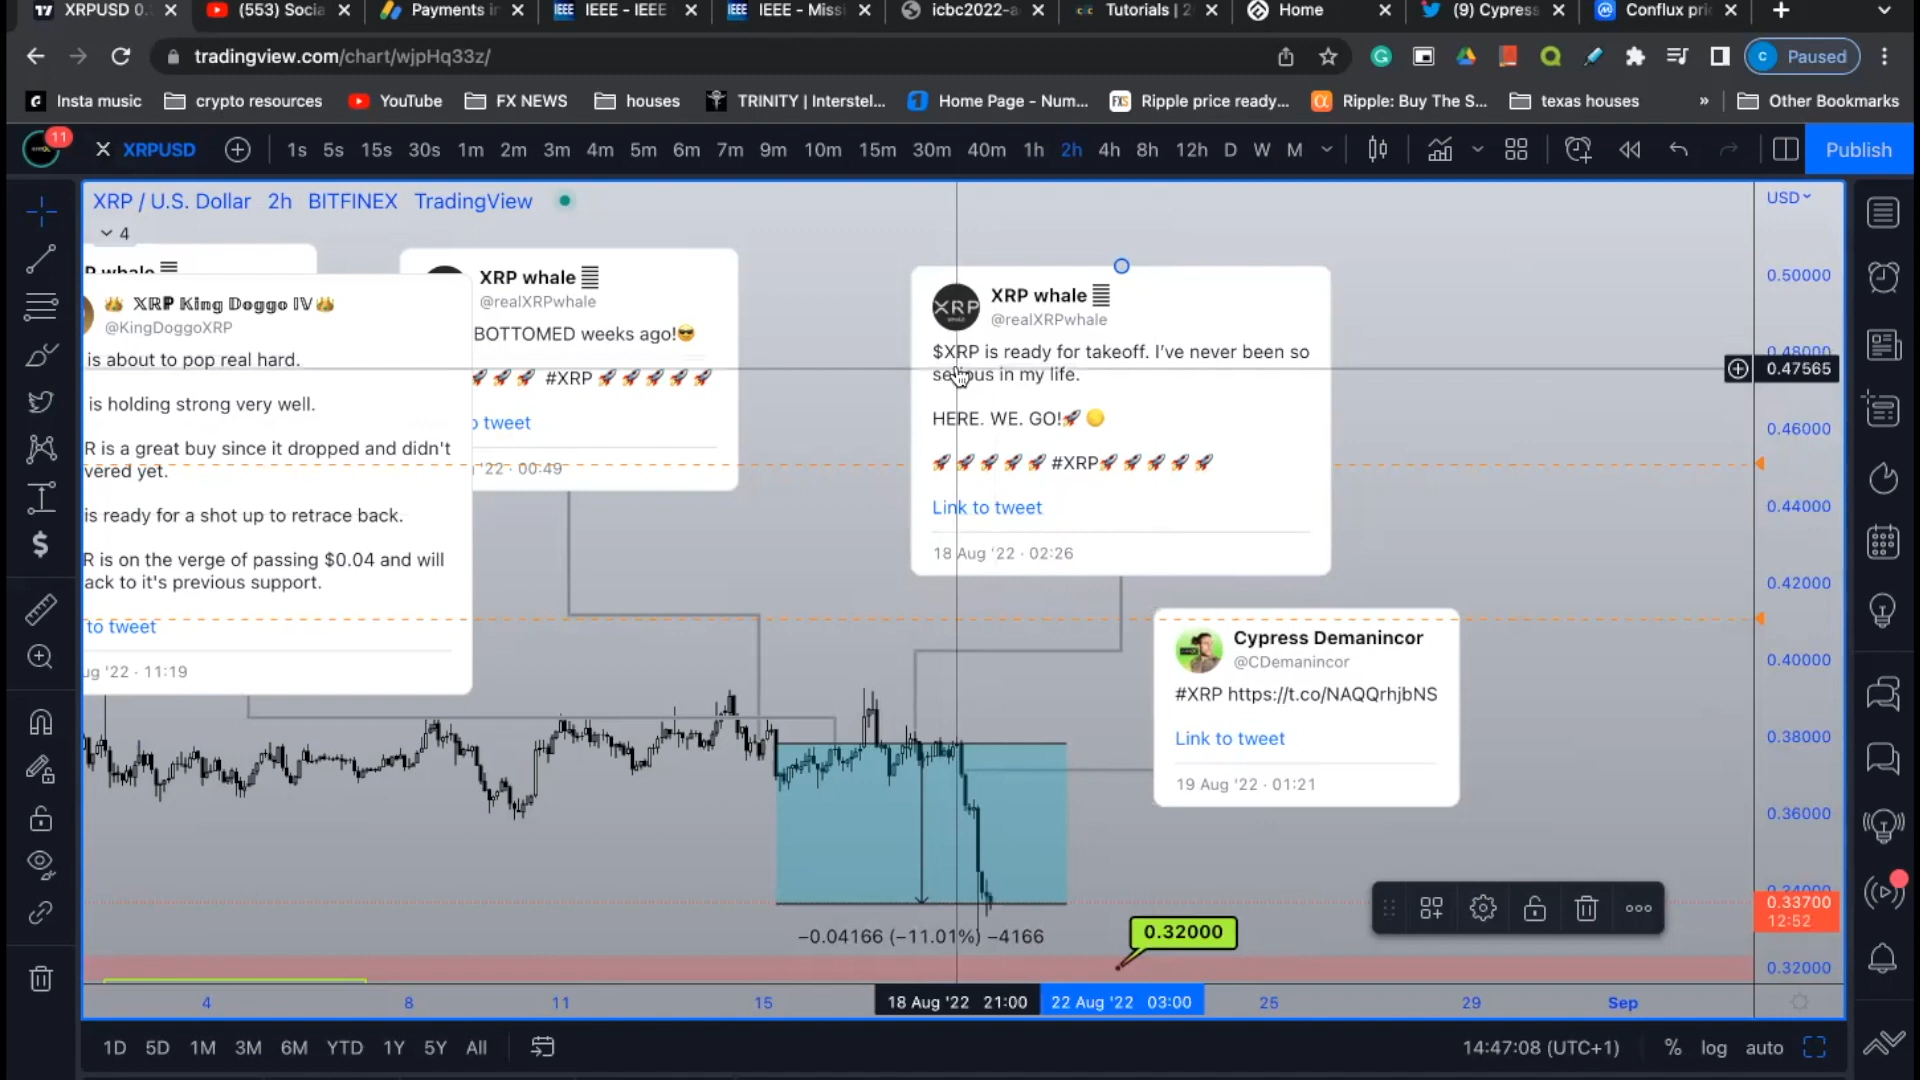 XRPUSD 0.
(553) Socia
Payments in
IEEE - IEEE
IEEE - Missi
icbc2022-a
Tutorials | 2
Home
(9) Cypress
Conflux pri
tradingview.com/chart/wjpHq33z/
Paused
Insta music
crypto resources
YouTube
FX NEWS
houses
TRINITY | Interstel...
Home Page - Num...
Ripple price ready...
Ripple: Buy The S...
texas houses
»
Other Bookmarks
11
XRPUSD
1s 5s 15s 30s 1m 2m 3m 4m 5m 6m 7m 9m 10m 15m 30m 40m 1h 2h 4h 8h 12h D W M
Publish
XRP / U.S. Dollar 2h BITFINEX TradingView
USD
4
P whale
XRP King Doggo IV
@KingDoggoXRP
is about to pop real hard.
is holding strong very well.
R is a great buy since it dropped and didn't
vered yet.
is ready for a shot up to retrace back.
R is on the verge of passing $0.04 and will
ack to it's previous support.
to tweet
ug '22 · 11:19
XRP whale
@realXRPwhale
BOTTOMED weeks ago!😎
🚀 🚀 🚀 #XRP 🚀 🚀 🚀 🚀 🚀
o tweet
'22 · 00:49
XRP whale
@realXRPwhale
$XRP is ready for takeoff. I've never been so
serious in my life.
HERE. WE. GO!🚀 🌕
🚀 🚀 🚀 🚀 🚀 #XRP🚀 🚀 🚀 🚀 🚀
Link to tweet
18 Aug '22 · 02:26
Cypress Demanincor
@CDemanincor
#XRP https://t.co/NAQQrhjbNS
Link to tweet
19 Aug '22 · 01:21
0.50000
0.48000
0.47565
0.46000
0.44000
0.42000
0.40000
0.38000
0.36000
0.34000
0.33700
12:52
0.32000
−0.04166 (−11.01%) −4166
0.32000
4 8 11 15 18 Aug '22 21:00 22 Aug '22 03:00 25 29 Sep
1D 5D 1M 3M 6M YTD 1Y 5Y All
14:47:08 (UTC+1) % log auto